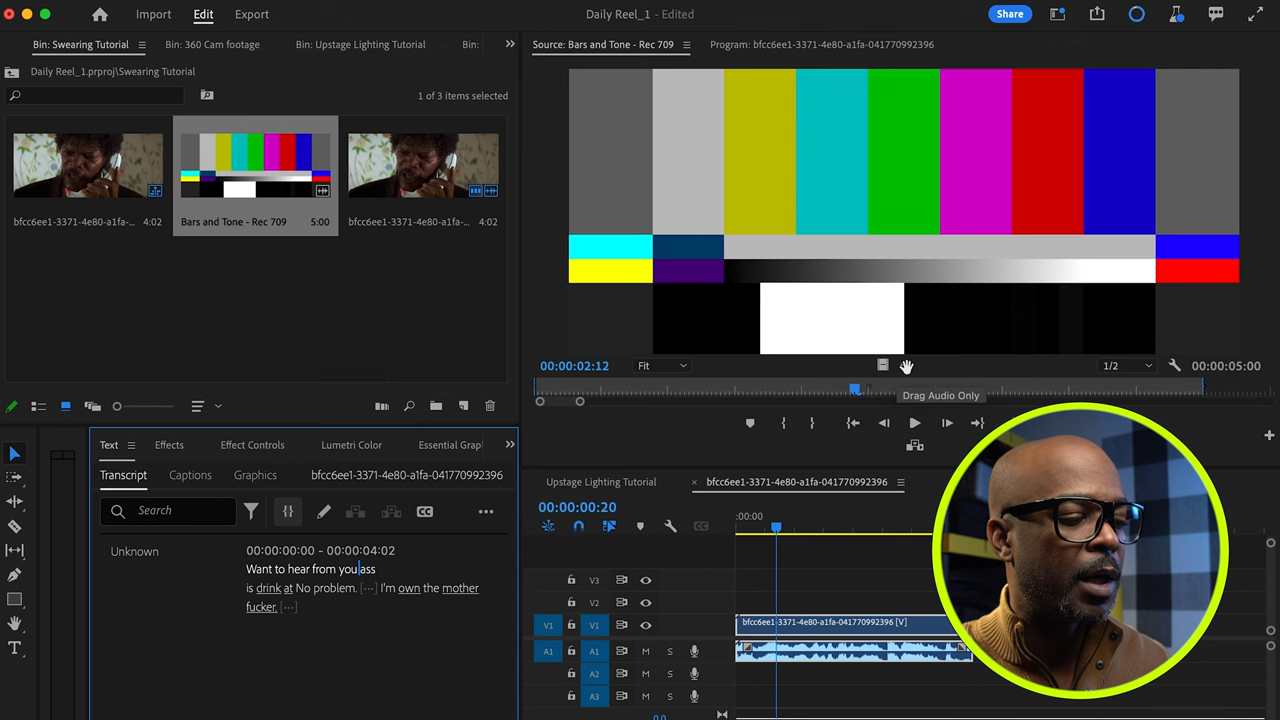 Import Edit Export Daily Reel_1 - Edited Share
Bin: Swearing Tutorial Bin: 360 Cam footage Bin: Upstage Lighting Tutorial Bin:
Source: Bars and Tone - Rec 709 Program: bfcc6ee1-3371-4e80-a1fa-041770992396
Daily Reel_1.prproj\Swearing Tutorial
1 of 3 items selected
bfcc6ee1-3371-4e80-a1fa-... 4:02 Bars and Tone - Rec 709 5:00 bfcc6ee1-3371-4e80-a1fa-... 4:02
00:00:02:12 Fit 1/2 00:00:05:00
Drag Audio Only
Text Effects Effect Controls Lumetri Color Essential Grap
Transcript Captions Graphics bfcc6ee1-3371-4e80-a1fa-041770992396
Search
Unknown 00:00:00:00 - 00:00:04:02
Want to hear from you ass
is drink at No problem. [...] I'm own the mother
fucker. [...]
Upstage Lighting Tutorial × bfcc6ee1-3371-4e80-a1fa-041770992396
00:00:00:20
:00:00
V3
V2
V1 V1 bfcc6ee1-3371-4e80-a1fa-041770992396 [V]
A1 A1 M S
A2 M S
A3 M S
0.0